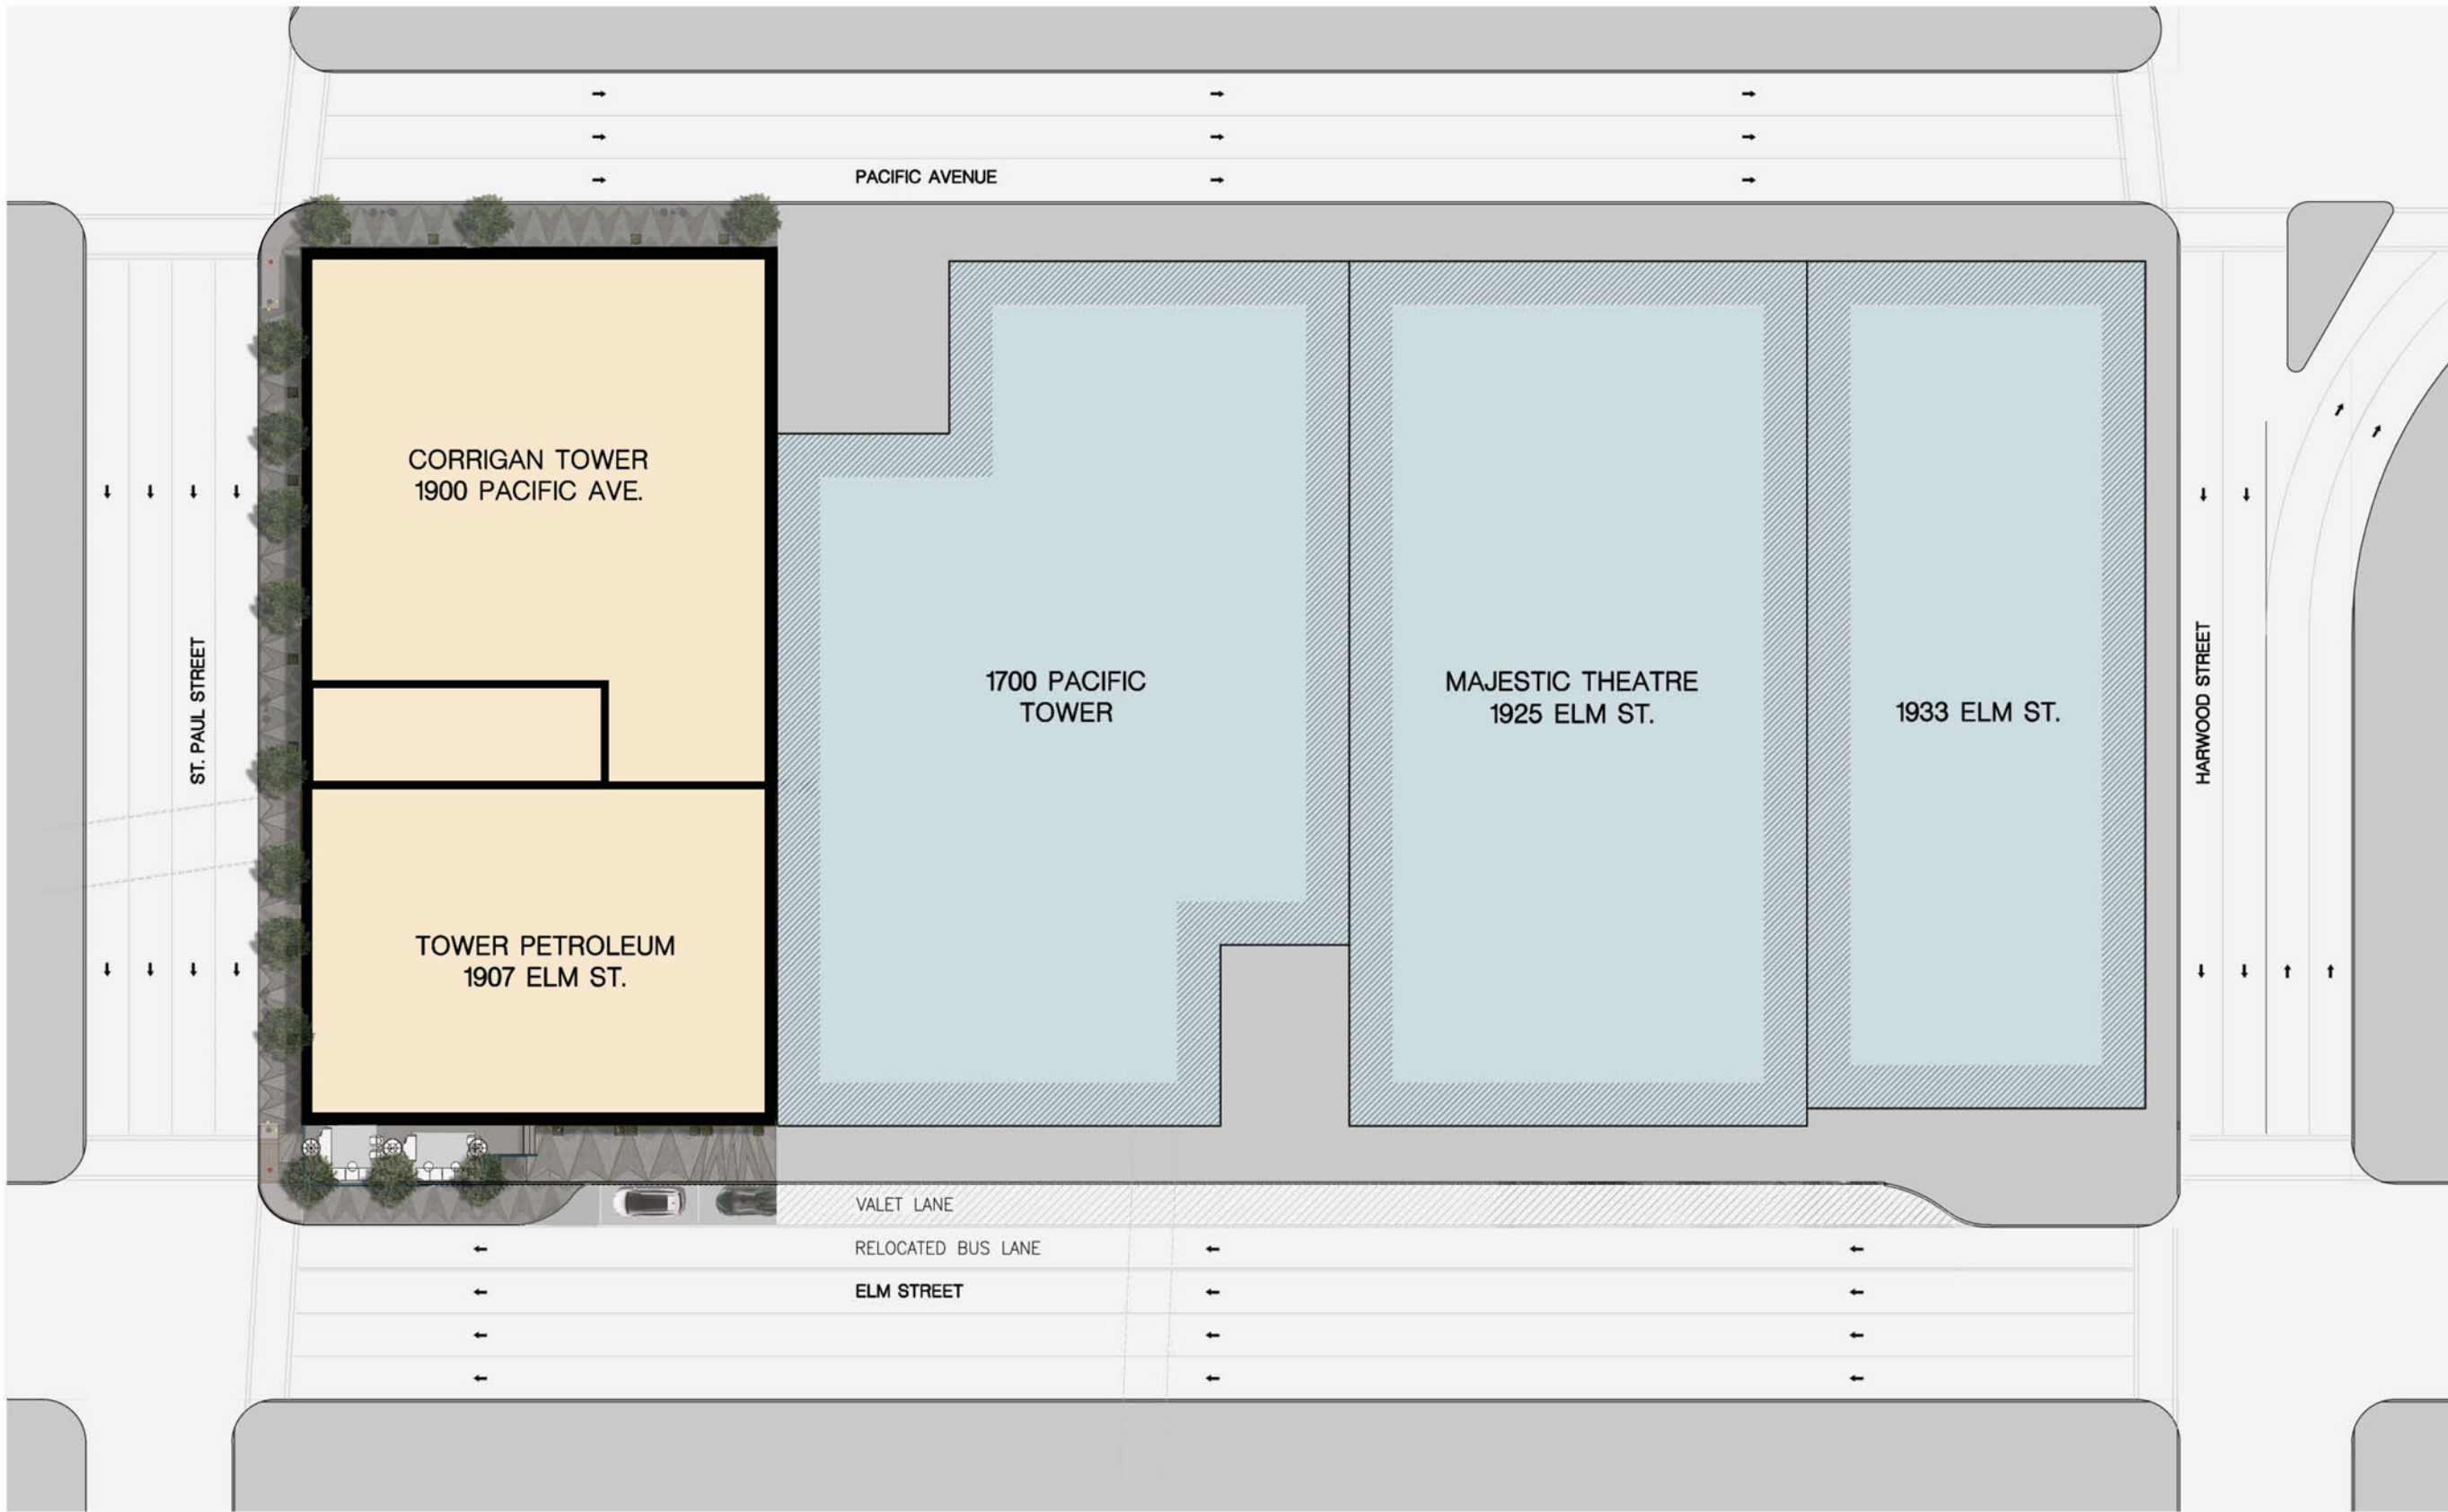 PACIFIC AVENUE
CORRIGAN TOWER
1900 PACIFIC AVE.
ST. PAUL STREET
1700 PACIFIC
TOWER
MAJESTIC THEATRE
1925 ELM ST.
1933 ELM ST.
HARWOOD STREET
TOWER PETROLEUM
1907 ELM ST.
VALET LANE
RELOCATED BUS LANE
ELM STREET